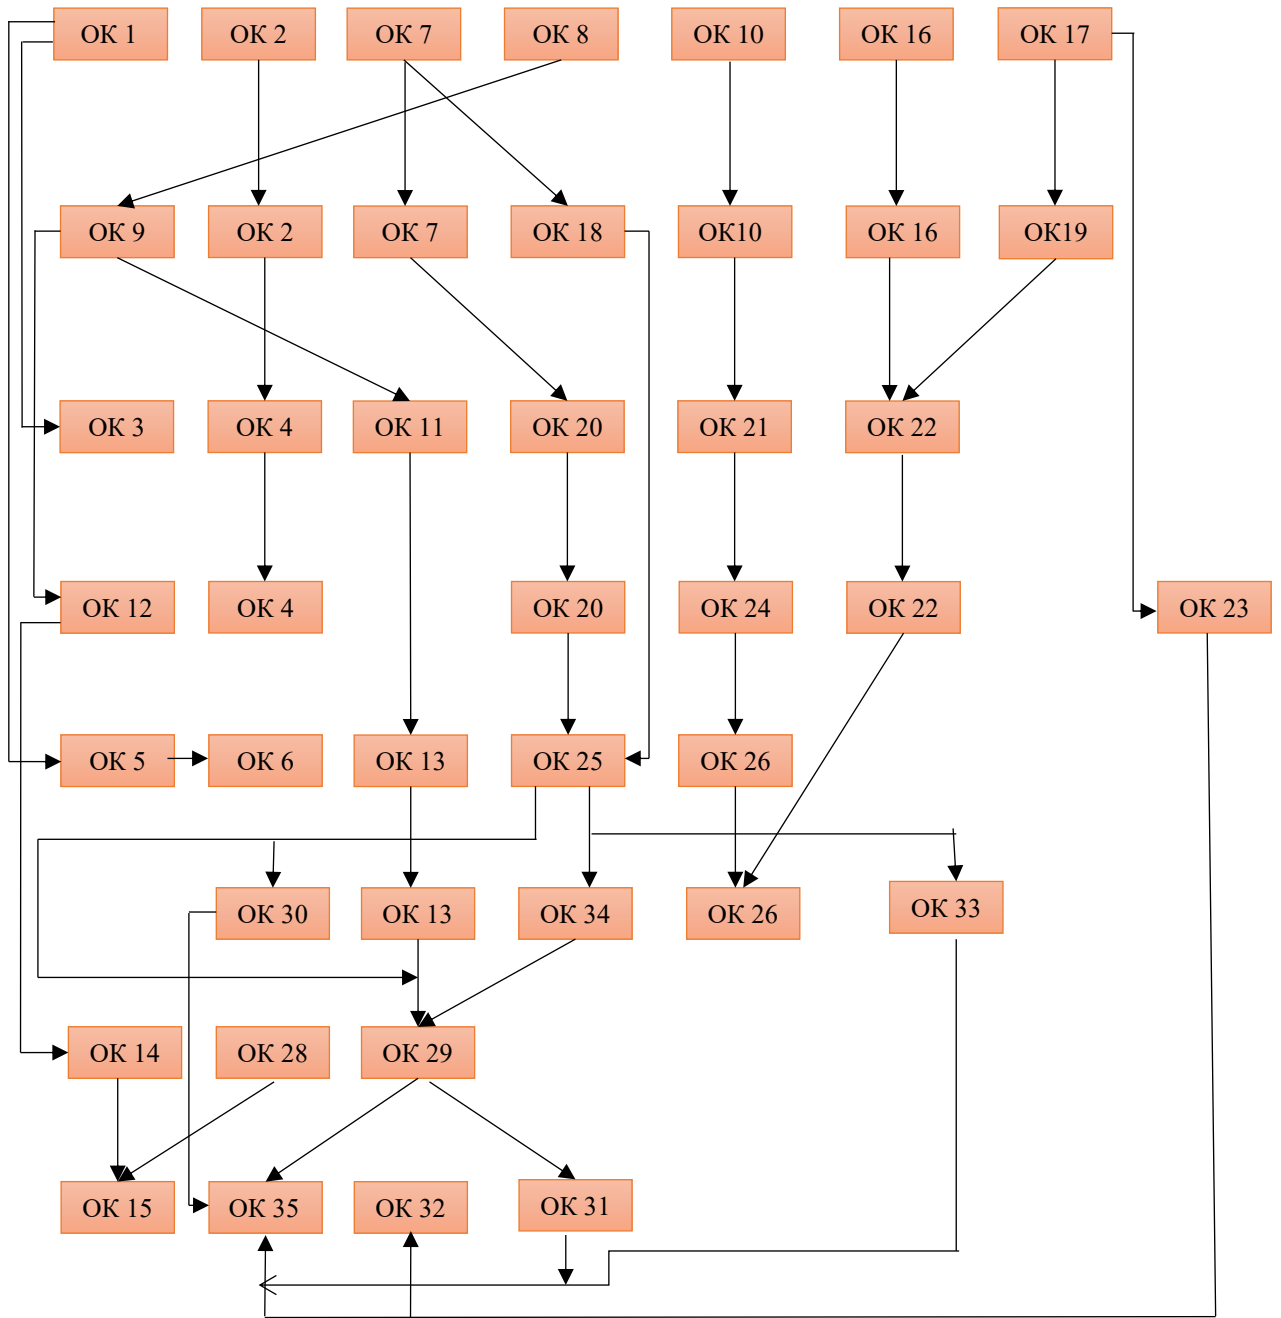 ОК 1
ОК 2
ОК 7
ОК 8
ОК 10
ОК 16
ОК 17
ОК 9
ОК 2
ОК 7
ОК 18
ОК10
ОК 16
ОК19
ОК 3
ОК 4
ОК 11
ОК 20
ОК 21
ОК 22
ОК 12
ОК 4
ОК 20
ОК 24
ОК 22
ОК 23
ОК 5
ОК 6
ОК 13
ОК 25
ОК 26
ОК 30
ОК 13
ОК 34
ОК 26
ОК 33
ОК 14
ОК 28
ОК 29
ОК 15
ОК 35
ОК 32
ОК 31